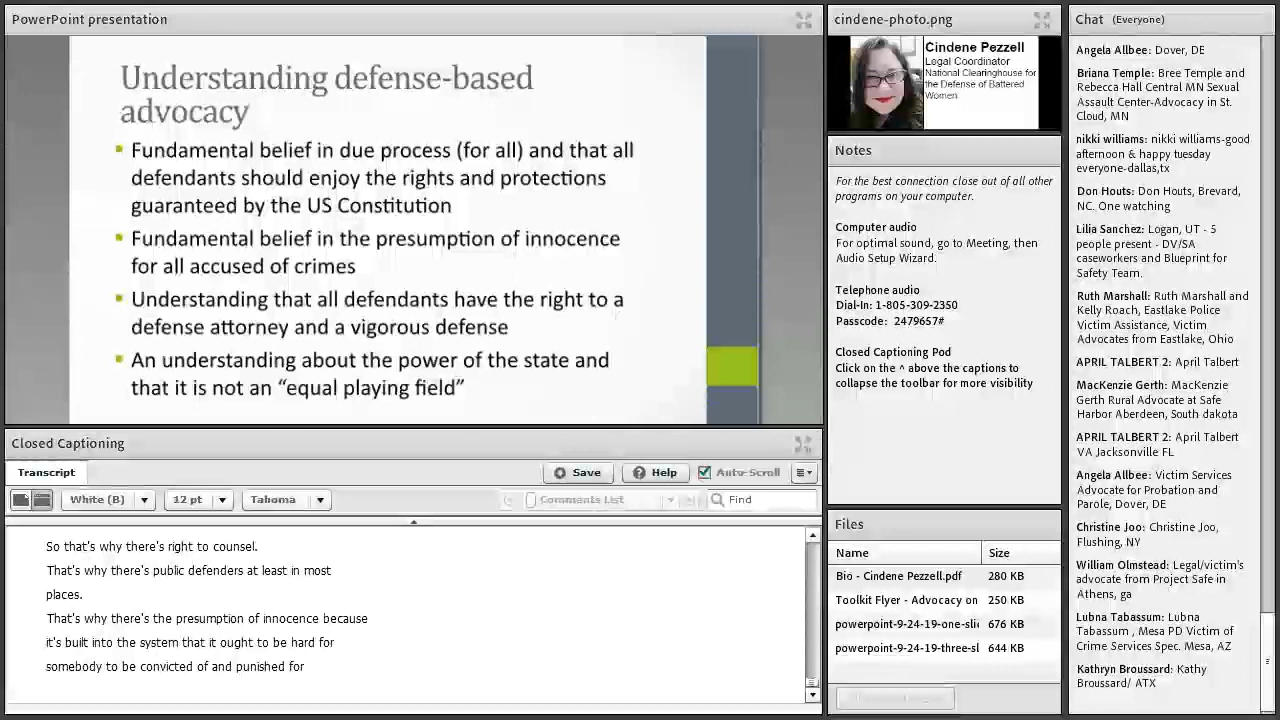 PowerPoint presentation
Understanding defense-based
advocacy
Fundamental belief in due process (for all) and that all
defendants should enjoy the rights and protections
guaranteed by the US Constitution
Fundamental belief in the presumption of innocence
for all accused of crimes
Understanding that all defendants have the right to a
defense attorney and a vigorous defense
An understanding about the power of the state and
that it is not an “equal playing field”
Closed Captioning
Transcript
Save
Help
Auto-Scroll
White (B)
12 pt
Tahoma
Comments List
Find
So that's why there's right to counsel.
That's why there's public defenders at least in most
places.
That's why there's the presumption of innocence because
it's built into the system that it ought to be hard for
somebody to be convicted of and punished for
cindene-photo.png
Cindene Pezzell
Legal Coordinator
National Clearinghouse for
the Defense of Battered
Women
Notes
For the best connection close out of all other
programs on your computer.
Computer audio
For optimal sound, go to Meeting, then
Audio Setup Wizard.
Telephone audio
Dial-In: 1-805-309-2350
Passcode: 2479657#
Closed Captioning Pod
Click on the ^ above the captions to
collapse the toolbar for more visibility
Files
Name Size
Bio - Cindene Pezzell.pdf 280 KB
Toolkit Flyer - Advocacy on 250 KB
powerpoint-9-24-19-one-sli 676 KB
powerpoint-9-24-19-three-sl 644 KB
Chat (Everyone)
Angela Allbee: Dover, DE
Briana Temple: Bree Temple and
Rebecca Hall Central MN Sexual
Assault Center-Advocacy in St.
Cloud, MN
nikki williams: nikki williams-good
afternoon & happy tuesday
everyone-dallas,tx
Don Houts: Don Houts, Brevard,
NC. One watching
Lilia Sanchez: Logan, UT - 5
people present - DV/SA
caseworkers and Blueprint for
Safety Team.
Ruth Marshall: Ruth Marshall and
Kelly Roach, Eastlake Police
Victim Assistance, Victim
Advocates from Eastlake, Ohio
APRIL TALBERT 2: April Talbert
MacKenzie Gerth: MacKenzie
Gerth Rural Advocate at Safe
Harbor Aberdeen, South dakota
APRIL TALBERT 2: April Talbert
VA Jacksonville FL
Angela Allbee: Victim Services
Advocate for Probation and
Parole, Dover, DE
Christine Joo: Christine Joo,
Flushing, NY
William Olmstead: Legal/victim's
advocate from Project Safe in
Athens, ga
Lubna Tabassum: Lubna
Tabassum , Mesa PD Victim of
Crime Services Spec. Mesa, AZ
Kathryn Broussard: Kathy
Broussard/ ATX